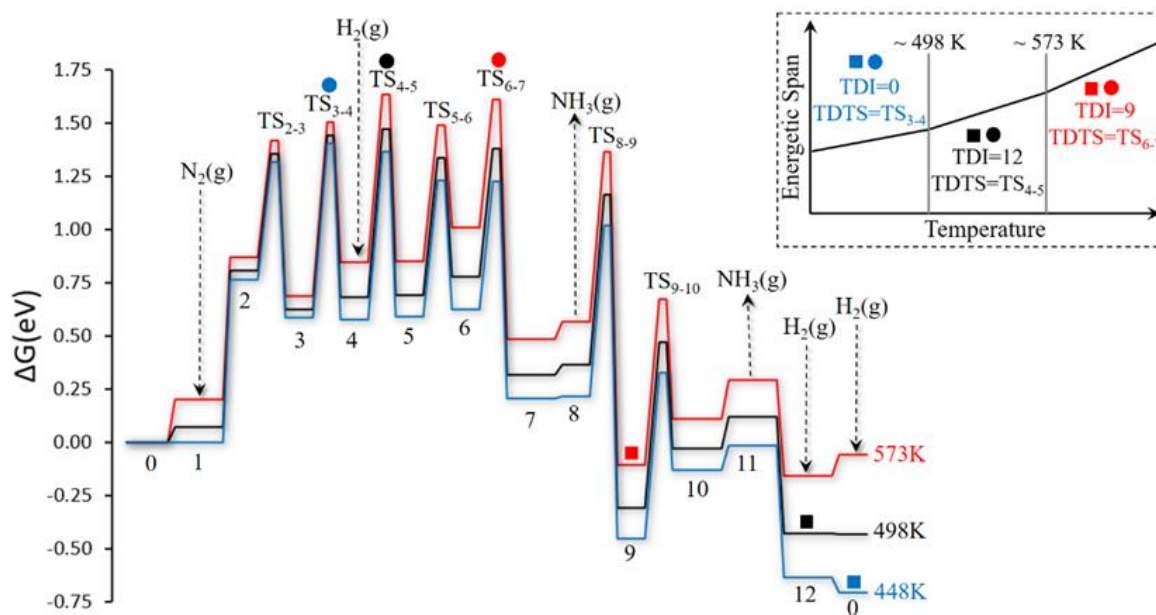 H₂(g)
~ 498 K
~ 573 K
1.75
TS₄₋₅
TS₆₋₇
TDI=0
TDTS=TS₃₋₄
TDI=9
TDTS=TS₆₋
TS₃₋₄
NH₃(g)
1.50
TS₂₋₃
TS₅₋₆
TS₈₋₉
TDI=12
TDTS=TS₄₋₅
Energetic Span
Temperature
N₂(g)
1.25
1.00
0.75
0.50
0.25
0.00
-0.25
-0.50
-0.75
ΔG(eV)
TS₉₋₁₀
NH₃(g)
H₂(g)
H₂(g)
0
1
2
3
4
5
6
7
8
9
10
11
12
0
573K
498K
448K